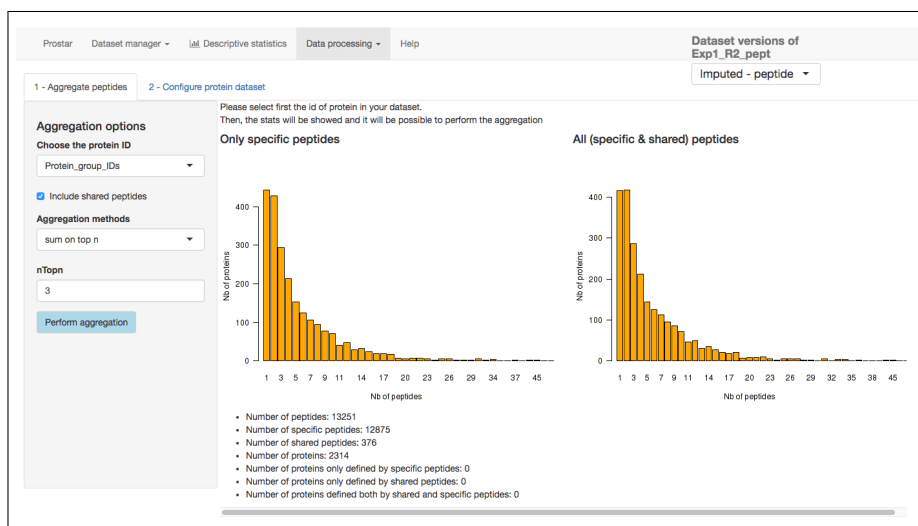 Prostar Dataset manager Descriptive statistics Data processing Help
Dataset versions of
Exp1_R2_pept
Imputed - peptide
1 - Aggregate peptides 2 - Configure protein dataset
Please select first the id of protein in your dataset.
Then, the stats will be showed and it will be possible to perform the aggregation
Aggregation options
Choose the protein ID
Protein_group_IDs
Include shared peptides
Aggregation methods
sum on top n
nTopn
3
Perform aggregation
Only specific peptides
Nb of proteins
400
300
200
100
0
1 3 5 7 9 11 14 17 20 23 26 29 34 37 45
Nb of peptides
All (specific & shared) peptides
Nb of proteins
400
300
200
100
0
1 3 5 7 9 11 14 17 20 23 26 29 32 35 38 45
Nb of peptides
Number of peptides: 13251
Number of specific peptides: 12875
Number of shared peptides: 376
Number of proteins: 2314
Number of proteins only defined by specific peptides: 0
Number of proteins only defined by shared peptides: 0
Number of proteins defined both by shared and specific peptides: 0